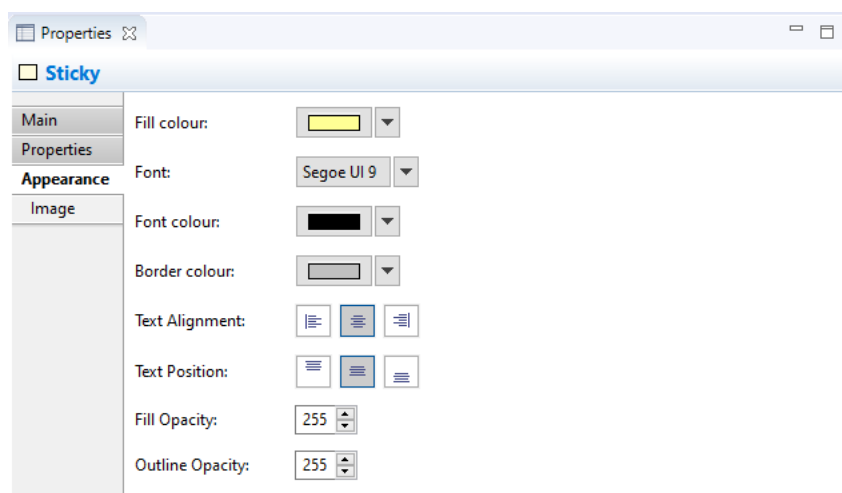 Properties
Sticky
Main
Properties
Appearance
Image
Fill colour:
Font: Segoe UI 9
Font colour:
Border colour:
Text Alignment:
Text Position:
Fill Opacity: 255
Outline Opacity: 255